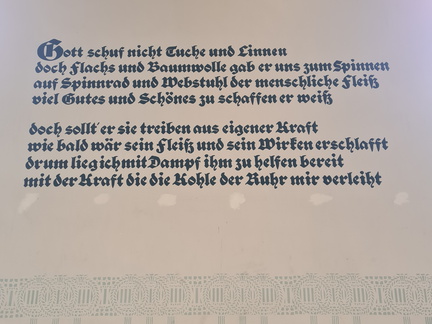 Gott schuf nicht Tuche und Linnen
doch Flachs und Baumwolle gab er uns zum Spinnen
auf Spinnrad und Webstuhl der menschliche Fleiß
viel Gutes und Schönes zu schaffen er weiß
doch sollt' er sie treiben aus eigener Kraft
wie bald wär sein Fleiß und sein Wirken erschlafft
drum lieg ich mit Dampf ihm zu helfen bereit
mit der Kraft die die Kohle der Ruhr mir verleiht